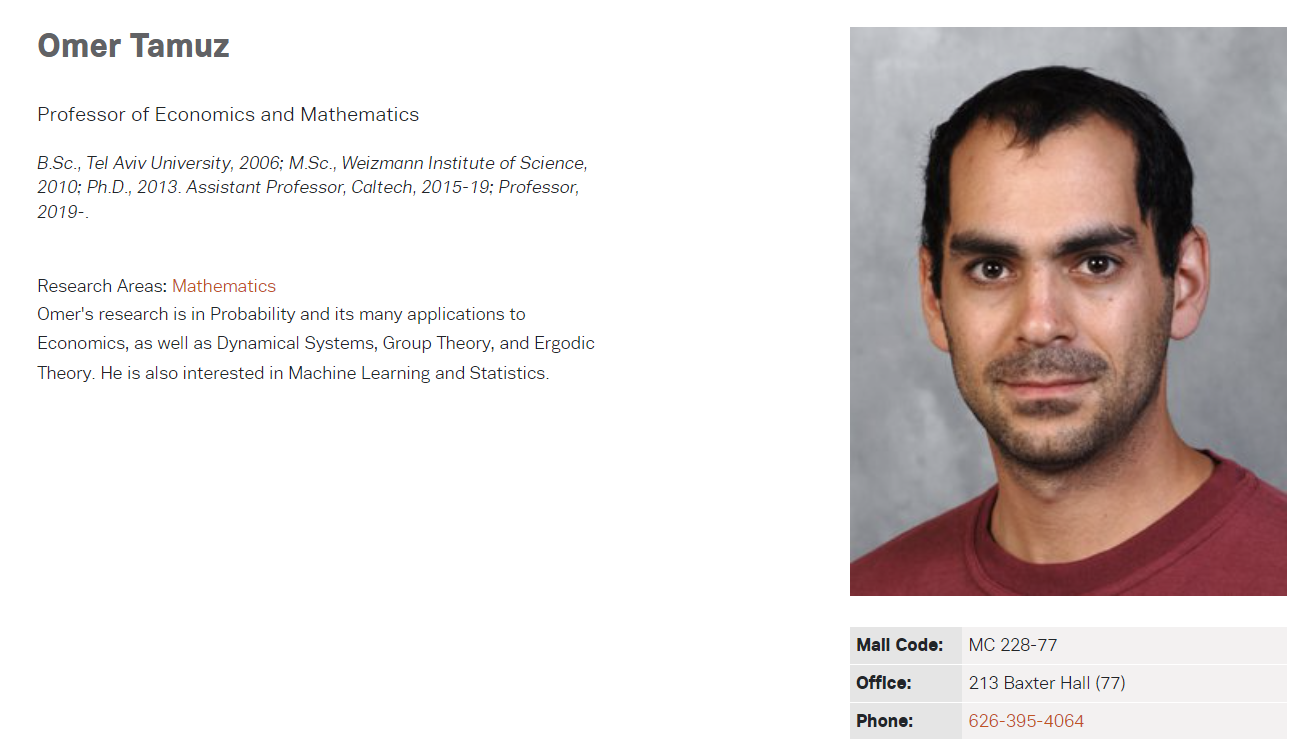 Omer Tamuz
Professor of Economics and Mathematics
B.Sc., Tel Aviv University, 2006; M.Sc., Weizmann Institute of Science,
2010; Ph.D., 2013. Assistant Professor, Caltech, 2015-19; Professor,
2019-.
Research Areas: Mathematics
Omer's research is in Probability and its many applications to
Economics, as well as Dynamical Systems, Group Theory, and Ergodic
Theory. He is also interested in Machine Learning and Statistics.
Mail Code: MC 228-77
Office: 213 Baxter Hall (77)
Phone: 626-395-4064